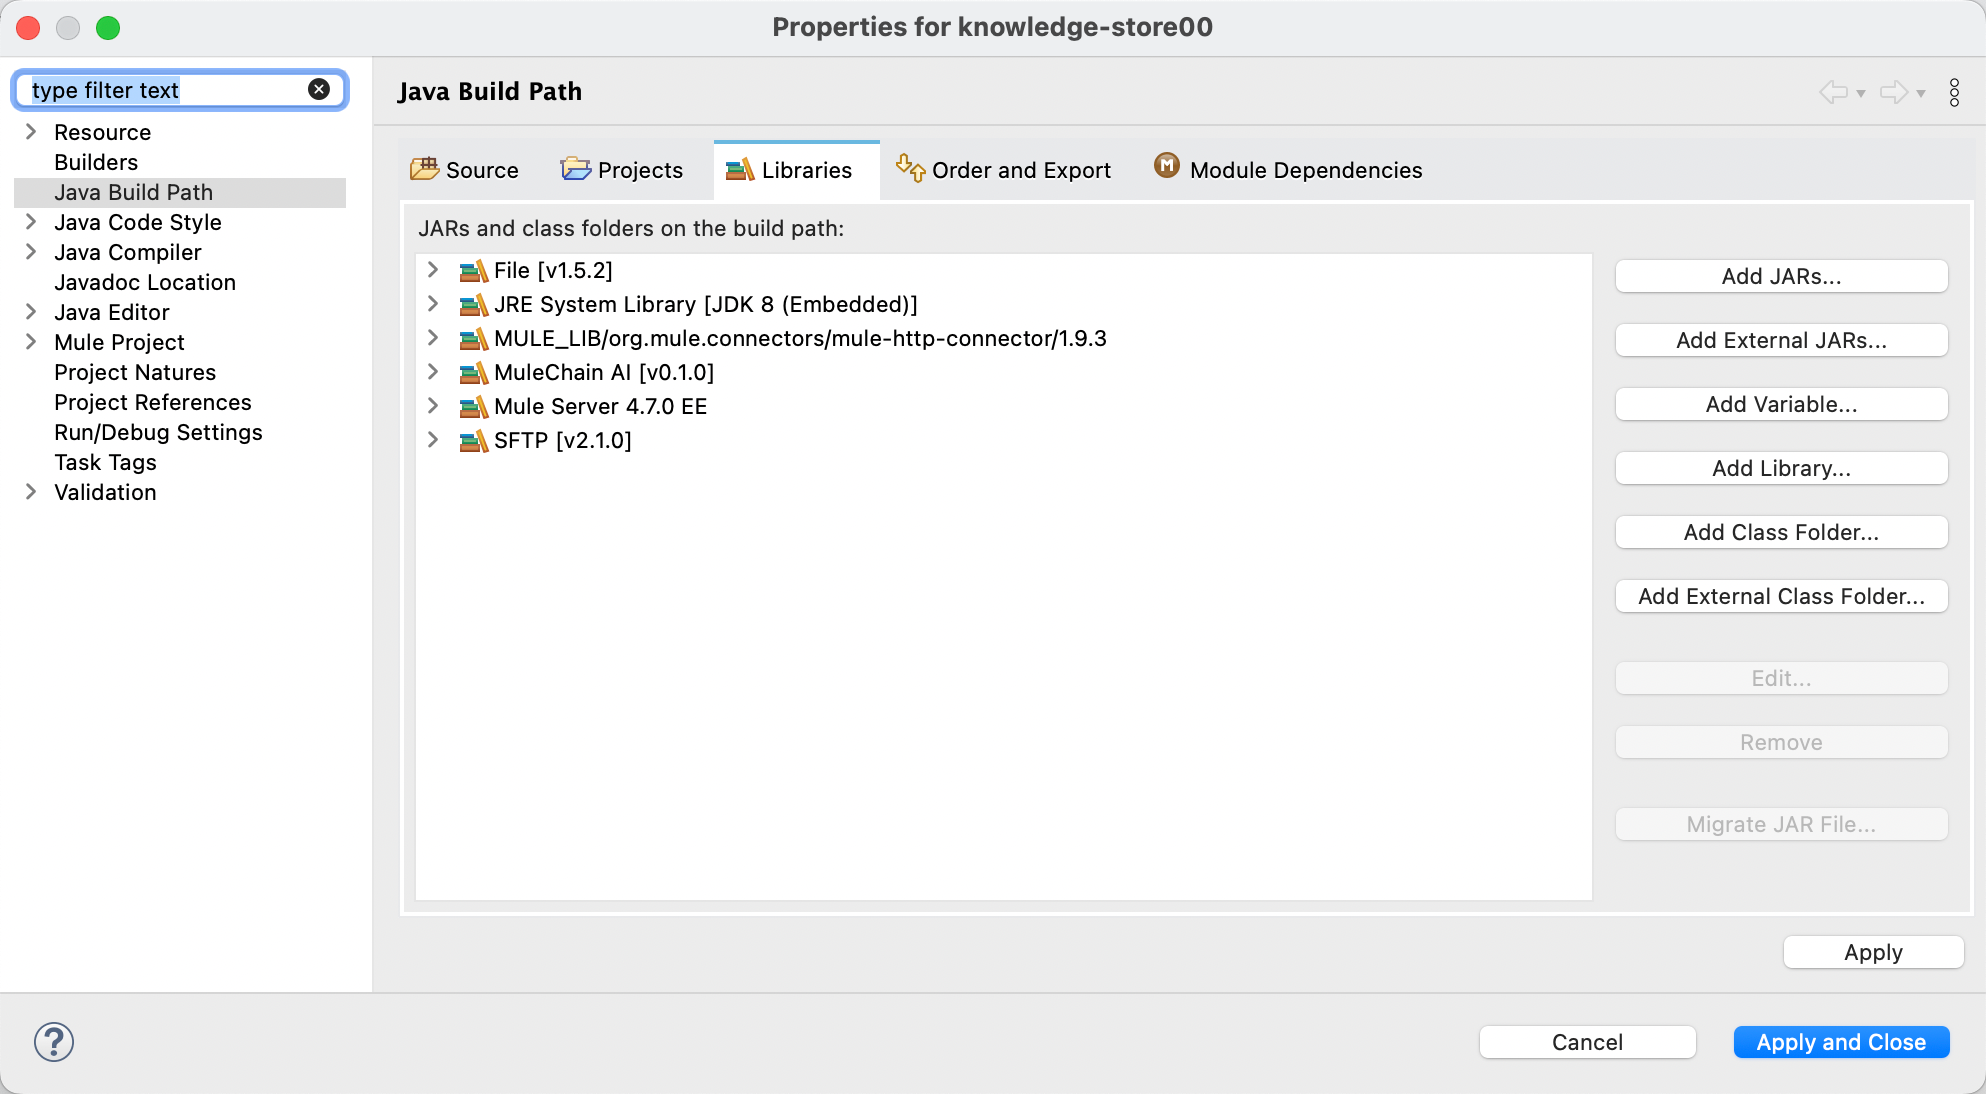 Properties for knowledge-store00
type filter text
Resource
Builders
Java Build Path
Java Code Style
Java Compiler
Javadoc Location
Java Editor
Mule Project
Project Natures
Project References
Run/Debug Settings
Task Tags
Validation
Java Build Path
Source Projects Libraries Order and Export M Module Dependencies
JARs and class folders on the build path:
File [v1.5.2]
JRE System Library [JDK 8 (Embedded)]
MULE_LIB/org.mule.connectors/mule-http-connector/1.9.3
MuleChain AI [v0.1.0]
Mule Server 4.7.0 EE
SFTP [v2.1.0]
Add JARs...
Add External JARs...
Add Variable...
Add Library...
Add Class Folder...
Add External Class Folder...
Edit...
Remove
Migrate JAR File...
Apply
?
Cancel
Apply and Close